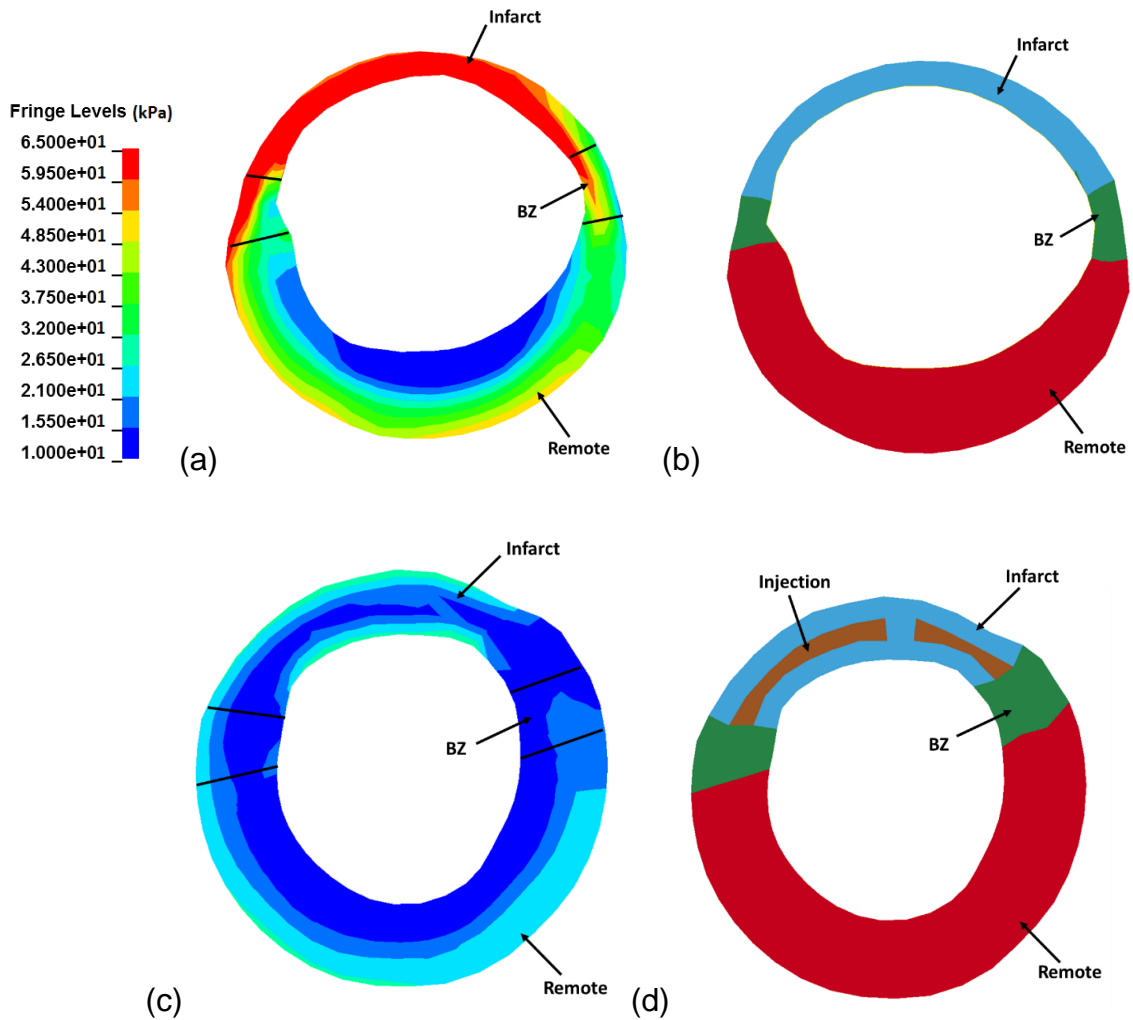 Infarct
Fringe Levels (kPa)
6.500e+01
5.950e+01
5.400e+01
4.850e+01
4.300e+01
3.750e+01
3.200e+01
2.650e+01
2.100e+01
1.550e+01
1.000e+01
BZ
Remote
(a)
Infarct
BZ
Remote
(b)
Infarct
BZ
Remote
(c)
Injection
Infarct
BZ
Remote
(d)